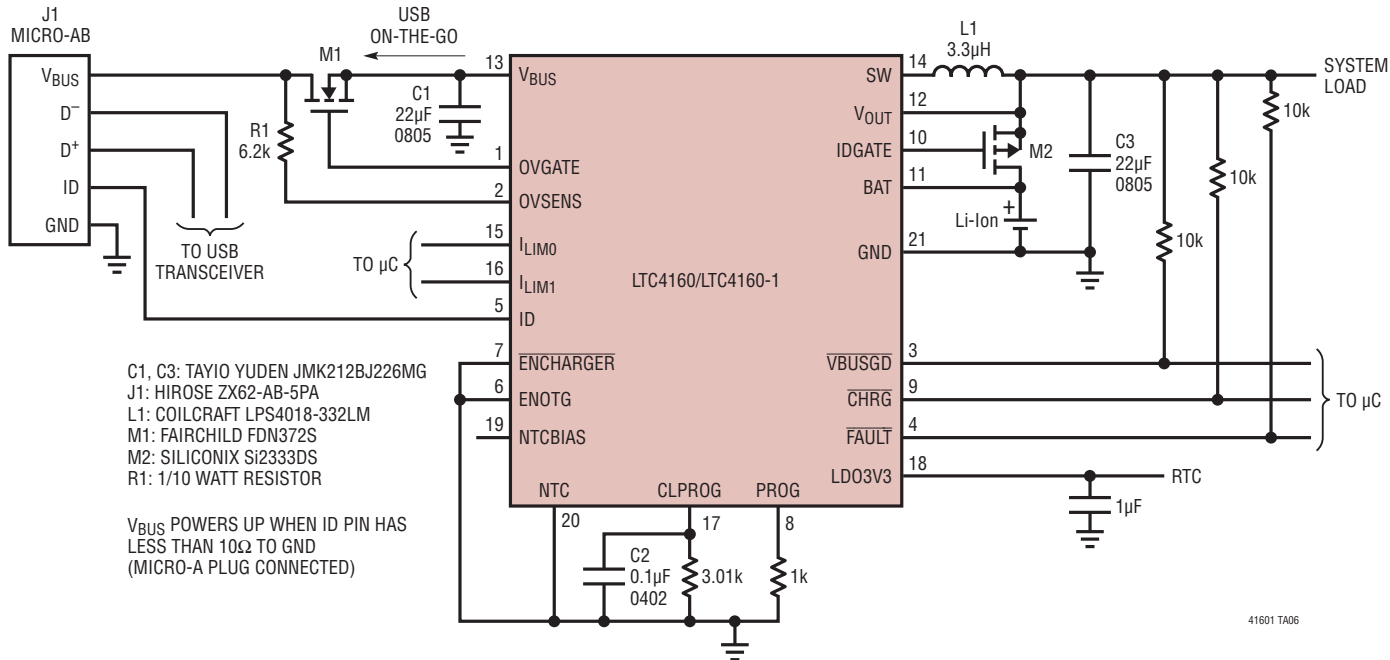 J1
MICRO-AB
VBUS
D–
D+
ID
GND
TO USB
TRANSCEIVER
M1
USB
ON-THE-GO
R1
6.2k
C1
22µF
0805
TO µC
13
VBUS
1
OVGATE
2
OVSENS
15
ILIM0
16
ILIM1
5
ID
7
ENCHARGER
6
ENOTG
19
NTCBIAS
LTC4160/LTC4160-1
NTC
20
CLPROG
17
PROG
8
SW
14
VOUT
12
IDGATE
10
BAT
11
GND
21
VBUSGD
3
CHRG
9
FAULT
4
LDO3V3
18
L1
3.3µH
M2
Li-Ion
+
C3
22µF
0805
10k
10k
10k
SYSTEM
LOAD
TO µC
RTC
1µF
C2
0.1µF
0402
3.01k
1k
C1, C3: TAYIO YUDEN JMK212BJ226MG
J1: HIROSE ZX62-AB-5PA
L1: COILCRAFT LPS4018-332LM
M1: FAIRCHILD FDN372S
M2: SILICONIX Si2333DS
R1: 1/10 WATT RESISTOR
VBUS POWERS UP WHEN ID PIN HAS
LESS THAN 10Ω TO GND
(MICRO-A PLUG CONNECTED)
41601 TA06